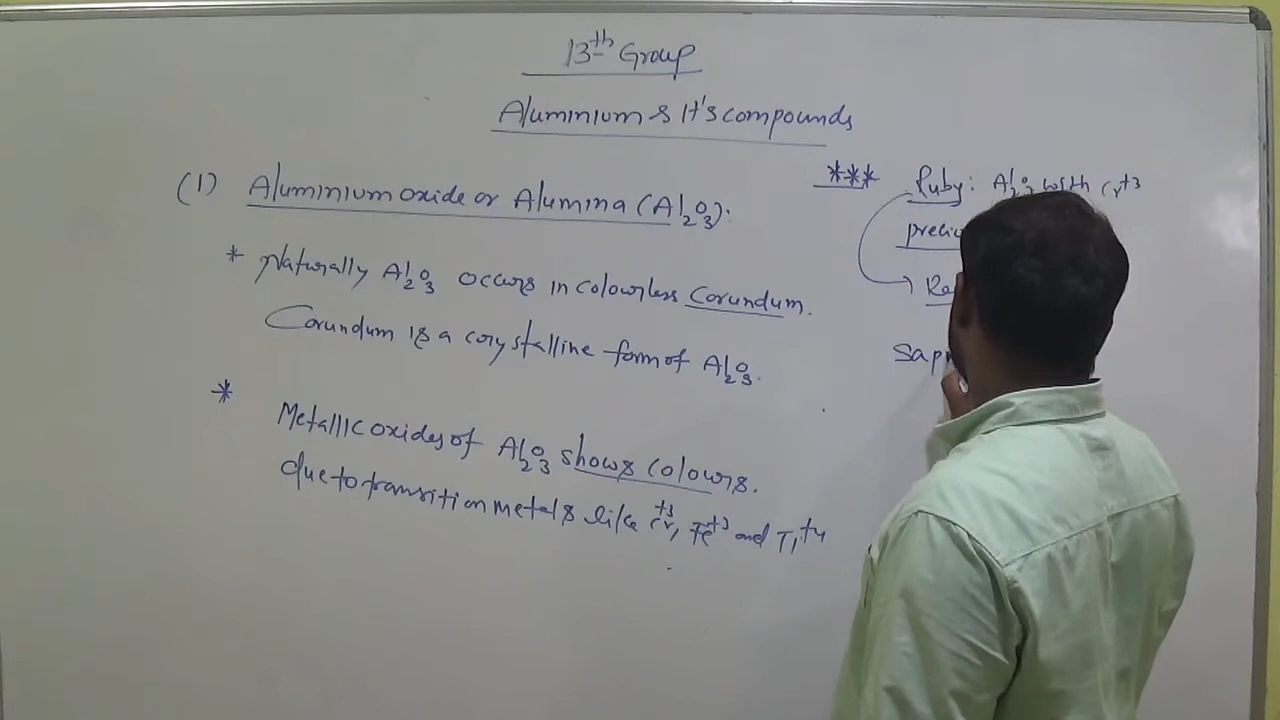 13th Group
Aluminium & It's compounds
(1) Aluminium oxide or Alumina (Al2O3).
* Naturally Al2O3 occurs in colourless Corundum.
Corundum is a crystalline form of Al2O3.
* Metallic oxides of Al2O3 shows colours.
due to transition metals like Cr+3, Fe+3 and Ti+4
*** Ruby: Al2O3 with Cr+3